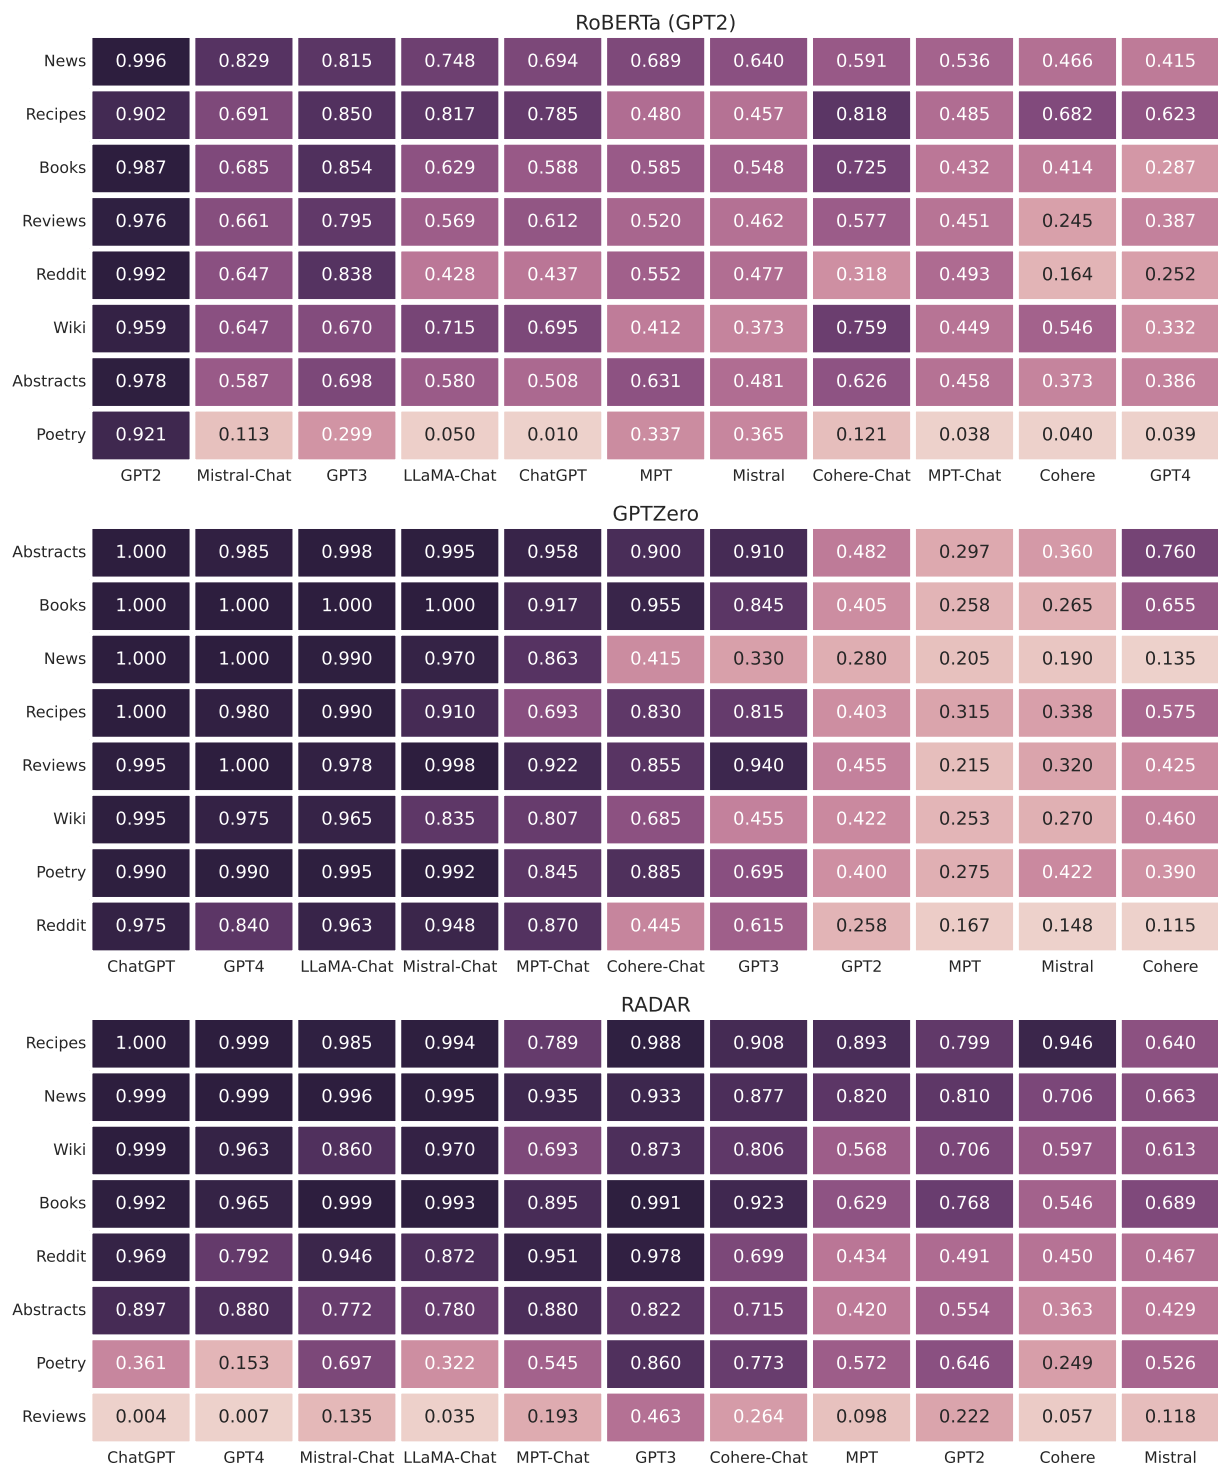 RoBERTa (GPT2)
News 0.996 0.829 0.815 0.748 0.694 0.689 0.640 0.591 0.536 0.466 0.415
Recipes 0.902 0.691 0.850 0.817 0.785 0.480 0.457 0.818 0.485 0.682 0.623
Books 0.987 0.685 0.854 0.629 0.588 0.585 0.548 0.725 0.432 0.414 0.287
Reviews 0.976 0.661 0.795 0.569 0.612 0.520 0.462 0.577 0.451 0.245 0.387
Reddit 0.992 0.647 0.838 0.428 0.437 0.552 0.477 0.318 0.493 0.164 0.252
Wiki 0.959 0.647 0.670 0.715 0.695 0.412 0.373 0.759 0.449 0.546 0.332
Abstracts 0.978 0.587 0.698 0.580 0.508 0.631 0.481 0.626 0.458 0.373 0.386
Poetry 0.921 0.113 0.299 0.050 0.010 0.337 0.365 0.121 0.038 0.040 0.039
GPT2 Mistral-Chat GPT3 LLaMA-Chat ChatGPT MPT Mistral Cohere-Chat MPT-Chat Cohere GPT4
GPTZero
Abstracts 1.000 0.985 0.998 0.995 0.958 0.900 0.910 0.482 0.297 0.360 0.760
Books 1.000 1.000 1.000 1.000 0.917 0.955 0.845 0.405 0.258 0.265 0.655
News 1.000 1.000 0.990 0.970 0.863 0.415 0.330 0.280 0.205 0.190 0.135
Recipes 1.000 0.980 0.990 0.910 0.693 0.830 0.815 0.403 0.315 0.338 0.575
Reviews 0.995 1.000 0.978 0.998 0.922 0.855 0.940 0.455 0.215 0.320 0.425
Wiki 0.995 0.975 0.965 0.835 0.807 0.685 0.455 0.422 0.253 0.270 0.460
Poetry 0.990 0.990 0.995 0.992 0.845 0.885 0.695 0.400 0.275 0.422 0.390
Reddit 0.975 0.840 0.963 0.948 0.870 0.445 0.615 0.258 0.167 0.148 0.115
ChatGPT GPT4 LLaMA-Chat Mistral-Chat MPT-Chat Cohere-Chat GPT3 GPT2 MPT Mistral Cohere
RADAR
Recipes 1.000 0.999 0.985 0.994 0.789 0.988 0.908 0.893 0.799 0.946 0.640
News 0.999 0.999 0.996 0.995 0.935 0.933 0.877 0.820 0.810 0.706 0.663
Wiki 0.999 0.963 0.860 0.970 0.693 0.873 0.806 0.568 0.706 0.597 0.613
Books 0.992 0.965 0.999 0.993 0.895 0.991 0.923 0.629 0.768 0.546 0.689
Reddit 0.969 0.792 0.946 0.872 0.951 0.978 0.699 0.434 0.491 0.450 0.467
Abstracts 0.897 0.880 0.772 0.780 0.880 0.822 0.715 0.420 0.554 0.363 0.429
Poetry 0.361 0.153 0.697 0.322 0.545 0.860 0.773 0.572 0.646 0.249 0.526
Reviews 0.004 0.007 0.135 0.035 0.193 0.463 0.264 0.098 0.222 0.057 0.118
ChatGPT GPT4 Mistral-Chat LLaMA-Chat MPT-Chat GPT3 Cohere-Chat MPT GPT2 Cohere Mistral